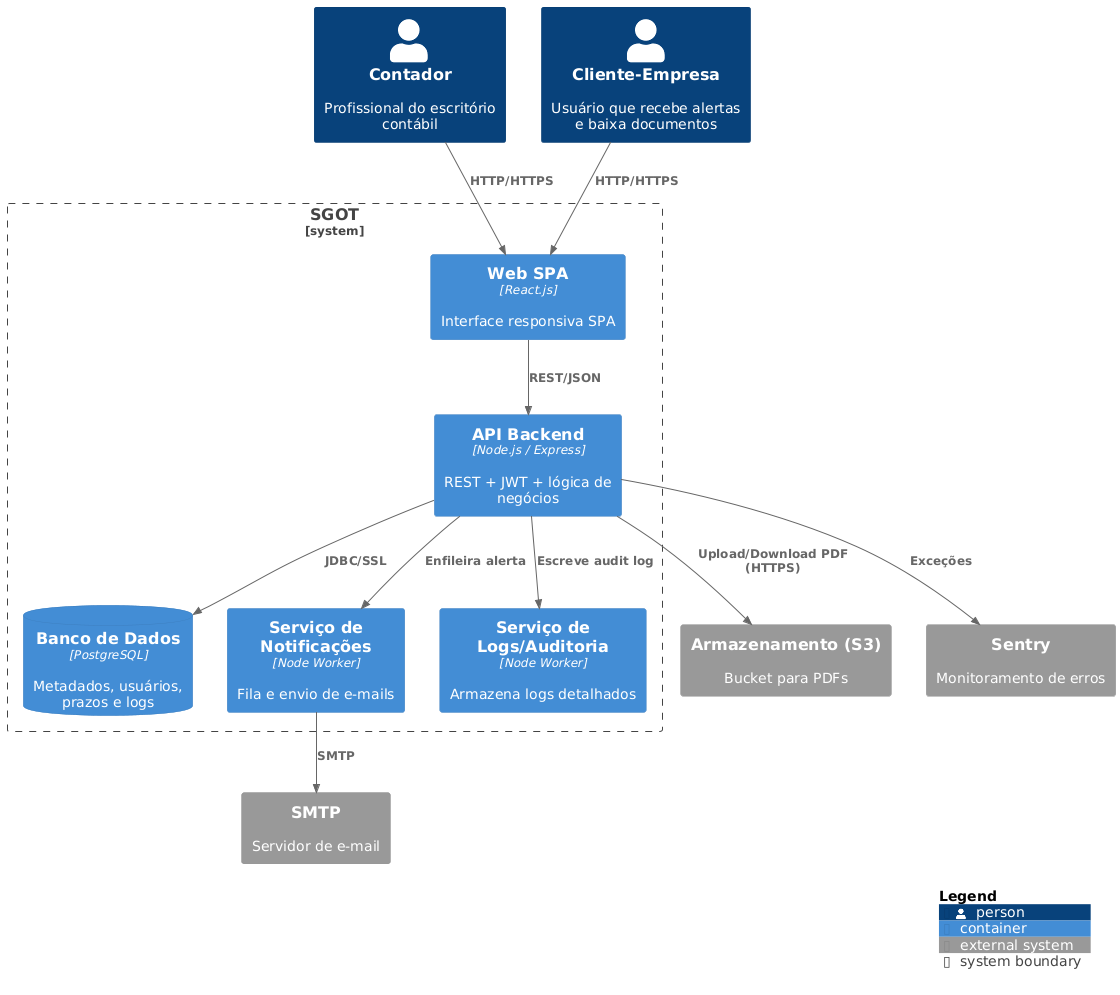 Contador
Profissional do escritório
contábil
Cliente-Empresa
Usuário que recebe alertas
e baixa documentos
HTTP/HTTPS
HTTP/HTTPS
SGOT
[system]
Web SPA
[React.js]
Interface responsiva SPA
REST/JSON
API Backend
[Node.js / Express]
REST + JWT + lógica de
negócios
JDBC/SSL
Enfileira alerta
Escreve audit log
Upload/Download PDF
(HTTPS)
Exceções
Banco de Dados
[PostgreSQL]
Metadados, usuários,
prazos e logs
Serviço de
Notificações
[Node Worker]
Fila e envio de e-mails
Serviço de
Logs/Auditoria
[Node Worker]
Armazena logs detalhados
Armazenamento (S3)
Bucket para PDFs
Sentry
Monitoramento de erros
SMTP
SMTP
Servidor de e-mail
Legend
person
container
external system
system boundary